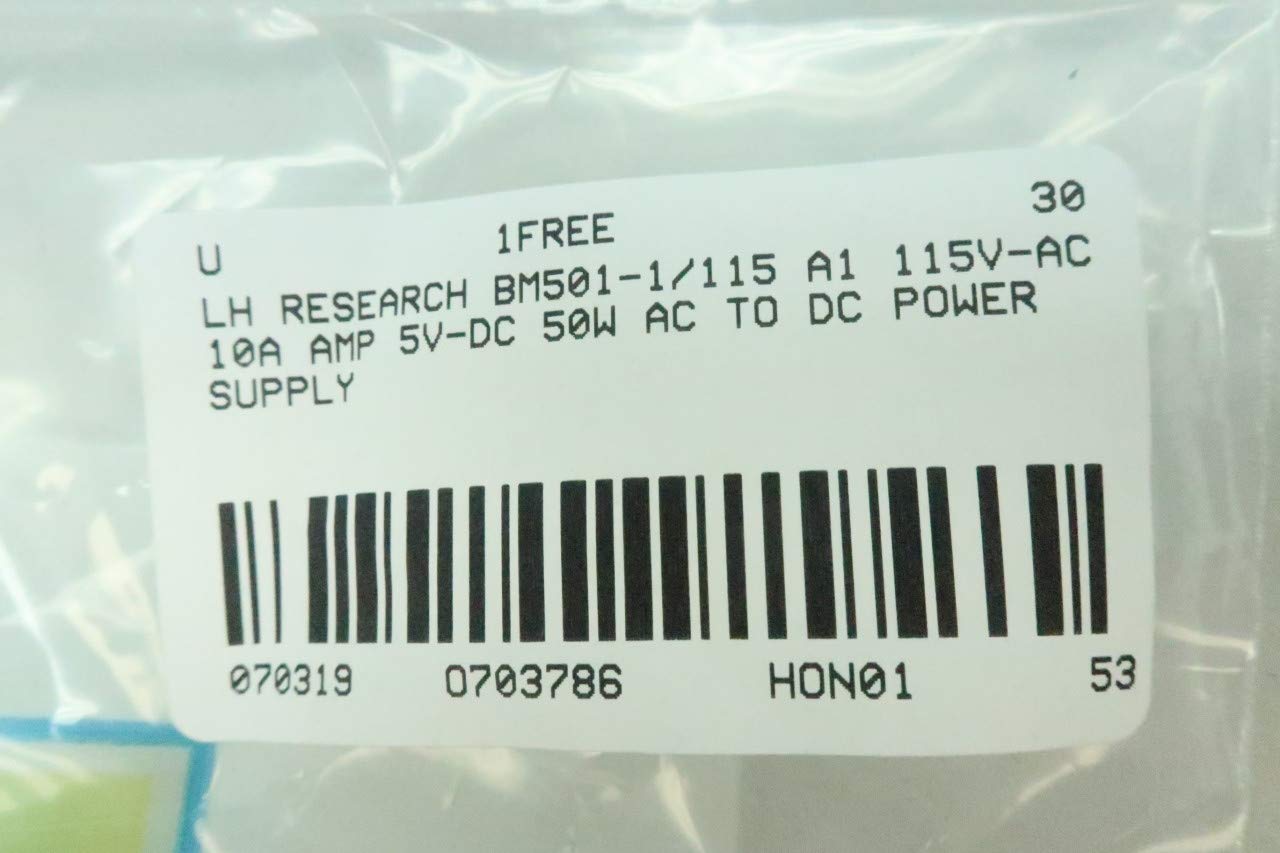 U 1FREE 30
LH RESEARCH BM501-1/115 A1 115V-AC
10A AMP 5V-DC 50W AC TO DC POWER
SUPPLY
070319 O703786 HON01 53